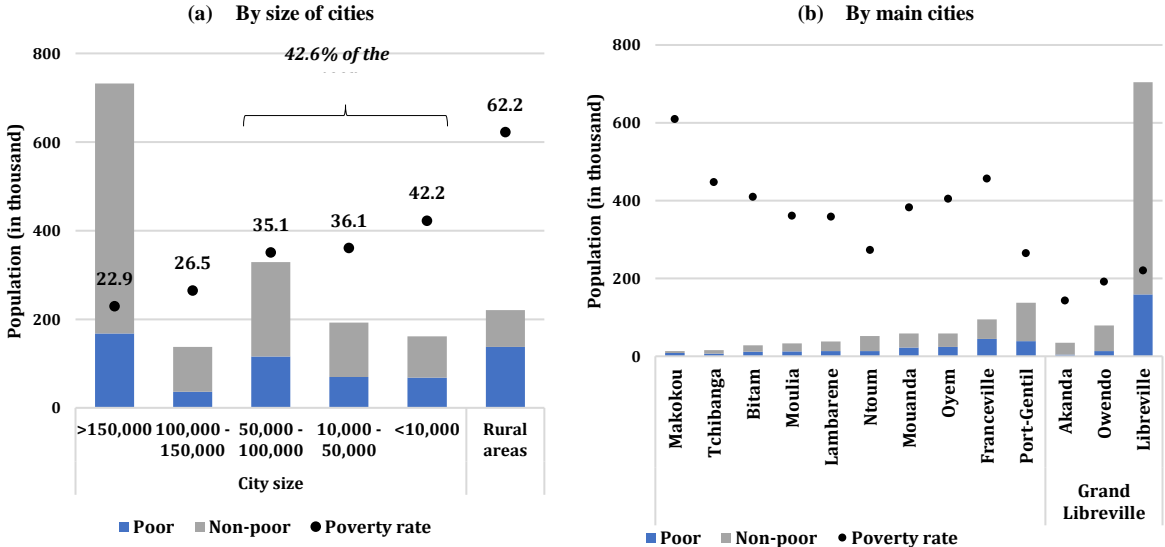 (a) By size of cities
42.6% of the
800
600
400
200
0
Population (in thousand)
22.9
26.5
35.1
36.1
42.2
62.2
>150,000
100,000 -
150,000
50,000 -
100,000
10,000 -
50,000
<10,000
Rural
areas
City size
Poor
Non-poor
Poverty rate
(b) By main cities
800
600
400
200
0
Population (in thousand)
Makokou
Tchibanga
Bitam
Moulia
Lambarene
Ntoum
Mouanda
Oyem
Franceville
Port-Gentil
Akanda
Owendo
Libreville
Grand
Libreville
Poor
Non-poor
Poverty rate